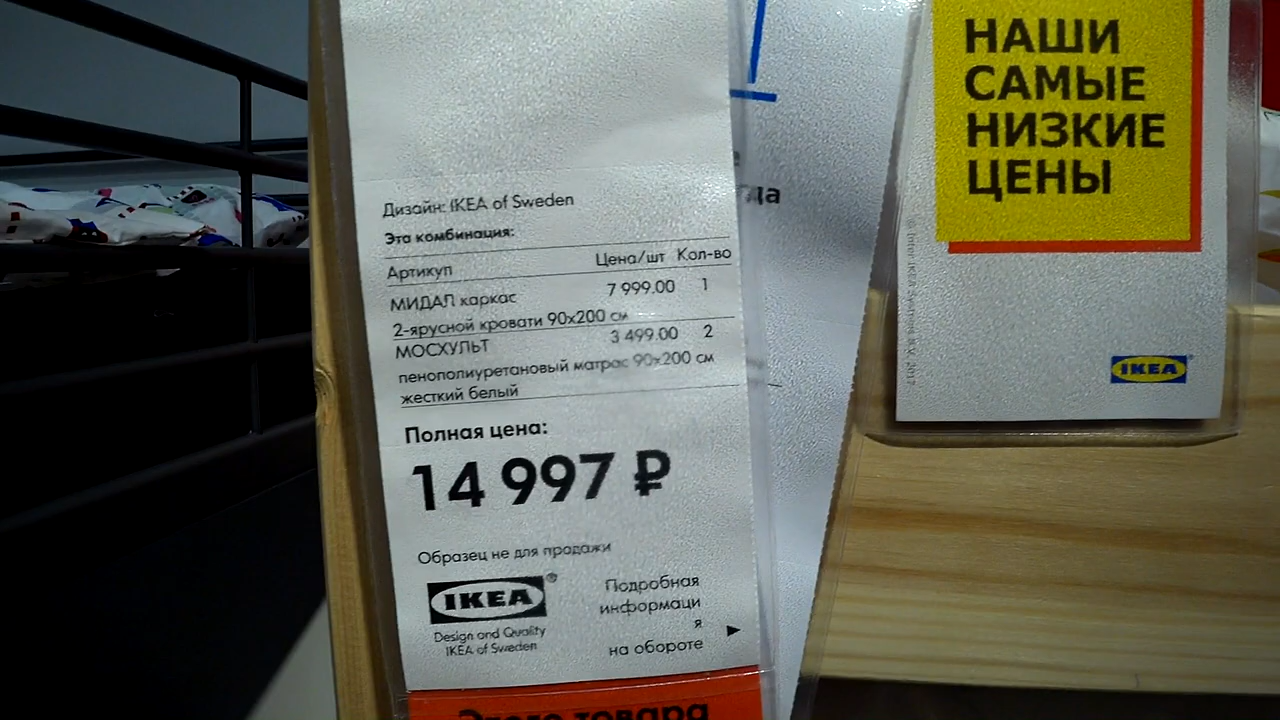 Дизайн: IKEA of Sweden
Эта комбинация:
Артикул Цена/шт Кол-во
МИДАЛ каркас 7 999.00 1
2-ярусной кровати 90x200 см
МОСХУЛЬТ 3 499.00 2
пенополиуретановый матрас 90x200 см
жесткий белый
Полная цена:
14 997 ₽
Образец не для продажи
IKEA®
Design and Quality
IKEA of Sweden
Подробная
информаци
я
на обороте
Этого товара
НАШИ
САМЫЕ
НИЗКИЕ
ЦЕНЫ
IKEA®